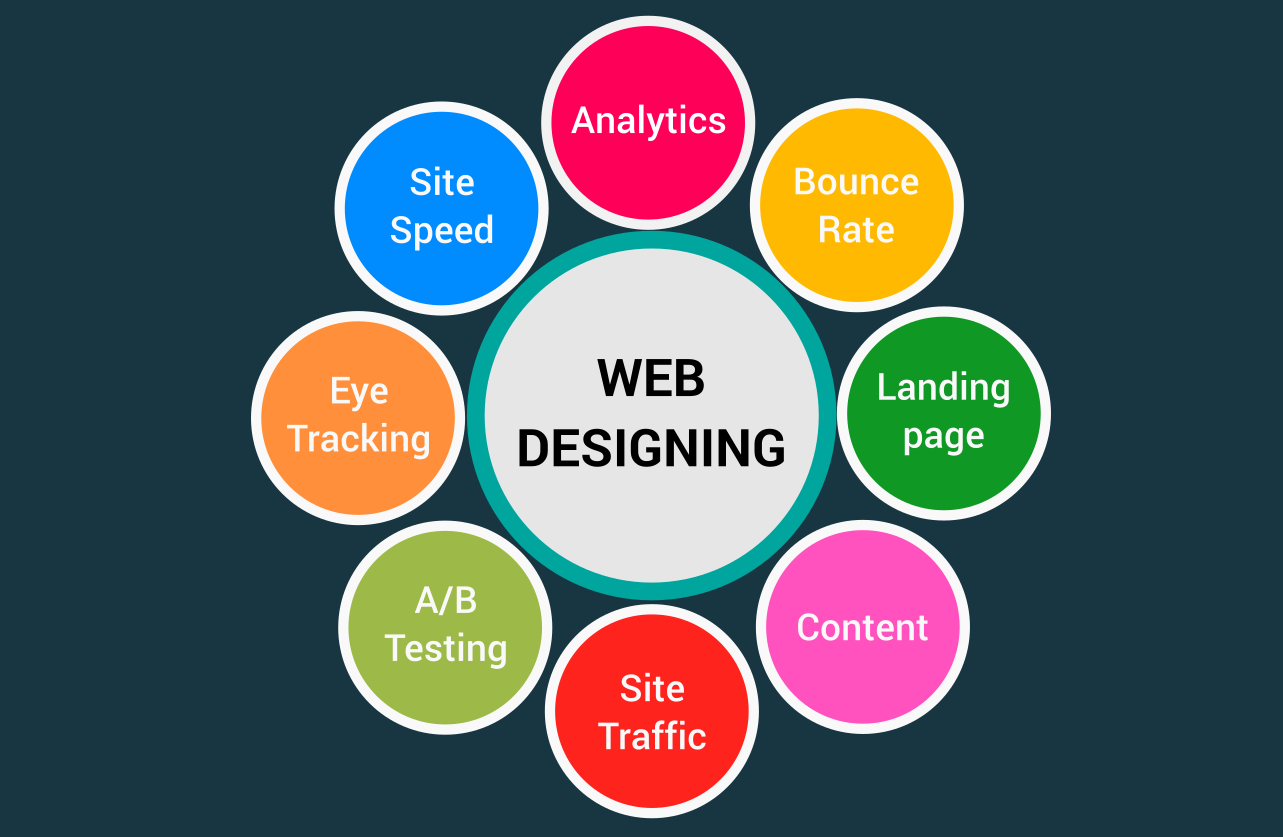 Analytics
Bounce
Rate
Landing
page
Content
Site
Traffic
A/B
Testing
Eye
Tracking
Site
Speed
WEB
DESIGNING